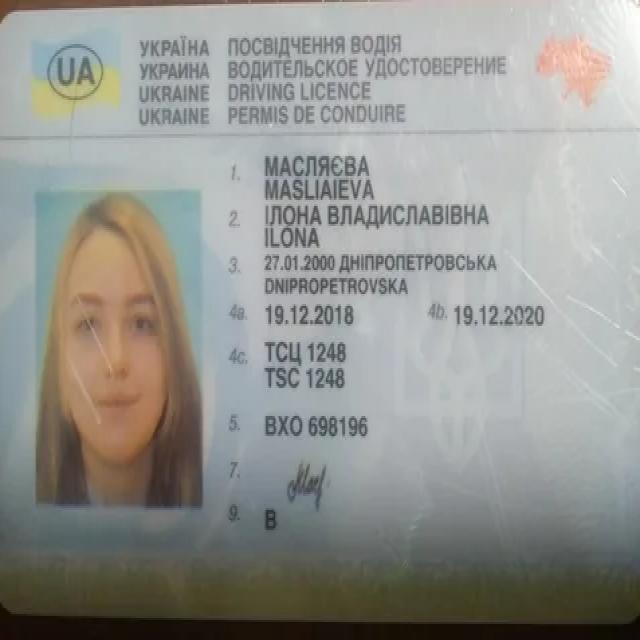 UA
УКРАЇНА ПОСВІДЧЕННЯ ВОДІЯ
УКРАИНА ВОДИТЕЛЬСКОЕ УДОСТОВЕРЕНИЕ
UKRAINE DRIVING LICENCE
UKRAINE PERMIS DE CONDUIRE
1. МАСЛЯЄВА
MASLIAIEVA
2. ІЛОНА ВЛАДИСЛАВІВНА
ILONA
3. 27.01.2000 ДНІПРОПЕТРОВСЬКА
DNIPROPETROVSKA
4a. 19.12.2018 4b. 19.12.2020
4c. ТСЦ 1248
TSC 1248
5. BXO 698196
7.
9. B